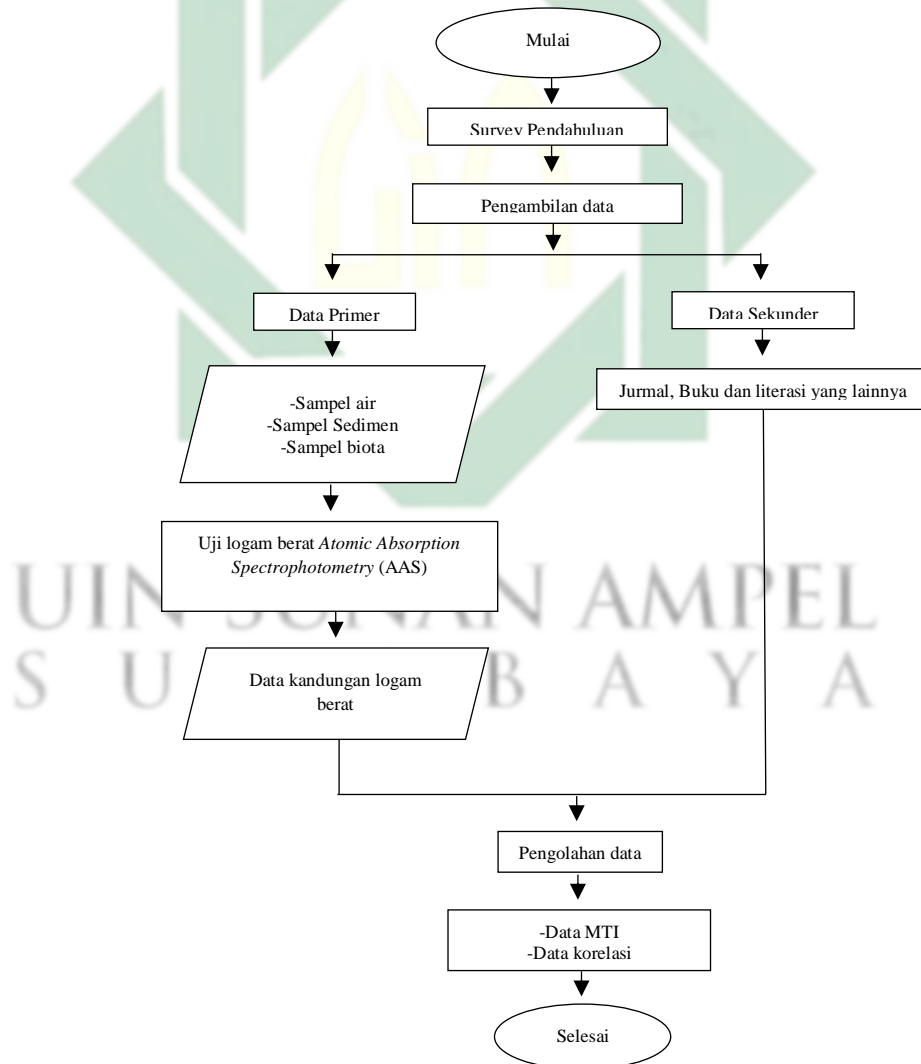 Mulai
Survey Pendahuluan
Pengambilan data
Data Primer
Data Sekunder
-Sampel air
-Sampel Sedimen
-Sampel biota
Jurmal, Buku dan literasi yang lainnya
Uji logam berat Atomic Absorption
Spectrophotometry (AAS)
UIN SUNAN AMPEL
S U R A B A Y A
Data kandungan logam
berat
Pengolahan data
-Data MTI
-Data korelasi
Selesai